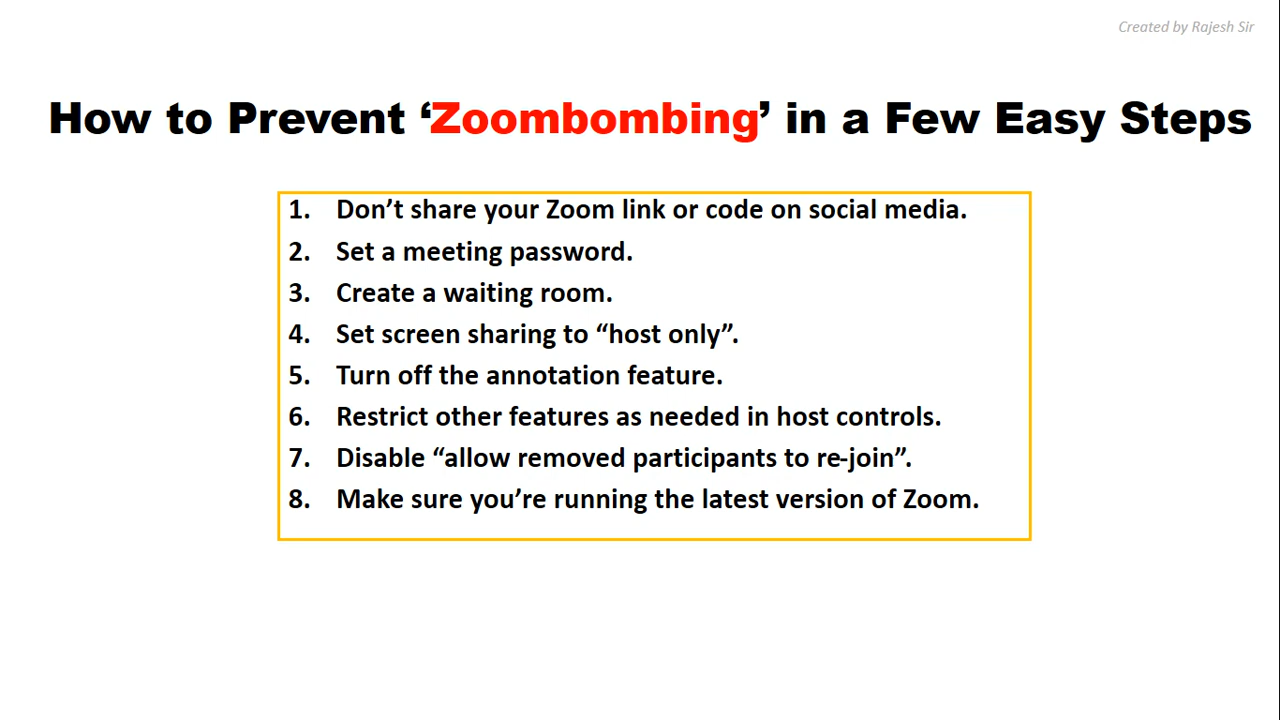 Created by Rajesh Sir
How to Prevent ‘Zoombombing’ in a Few Easy Steps
1. Don’t share your Zoom link or code on social media.
2. Set a meeting password.
3. Create a waiting room.
4. Set screen sharing to “host only”.
5. Turn off the annotation feature.
6. Restrict other features as needed in host controls.
7. Disable “allow removed participants to re-join”.
8. Make sure you’re running the latest version of Zoom.